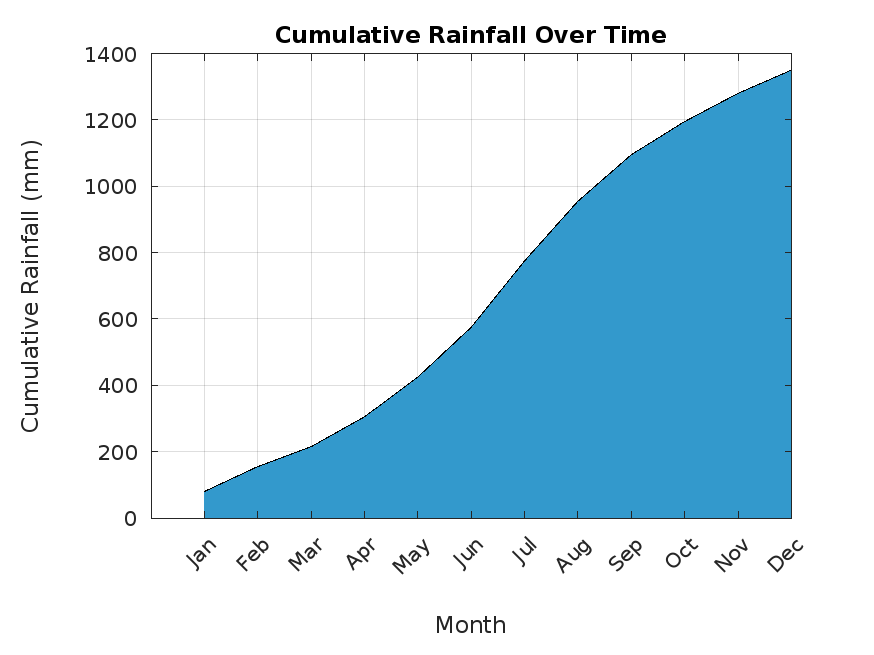 Cumulative Rainfall Over Time
Cumulative Rainfall (mm)
1400
1200
1000
800
600
400
200
0
Jan Feb Mar Apr May Jun Jul Aug Sep Oct Nov Dec
Month